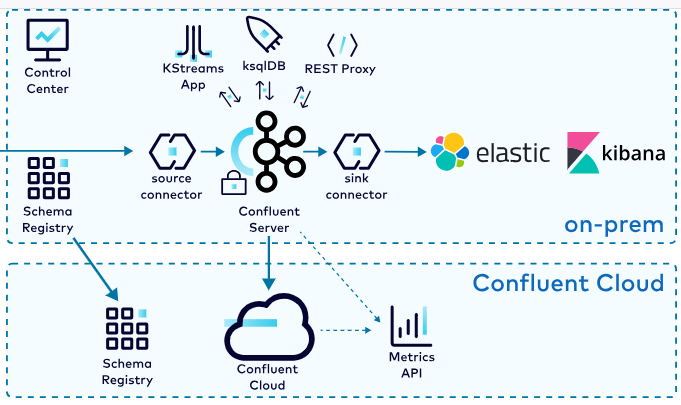 Control
Center
KStreams
App
ksqlDB
REST Proxy
source
connector
Confluent
Server
sink
connector
elastic
kibana
Schema
Registry
on-prem
Confluent Cloud
Schema
Registry
Confluent
Cloud
Metrics
API